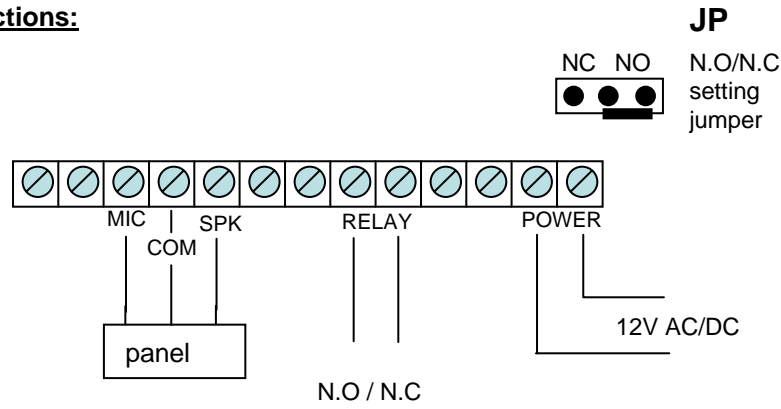 ctions:
JP
NC NO
N.O/N.C
setting
jumper
MIC
COM
SPK
RELAY
POWER
panel
12V AC/DC
N.O / N.C